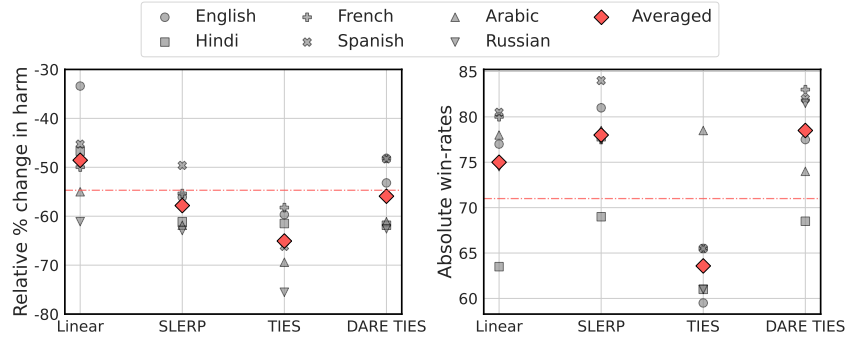 English French Arabic Averaged
Hindi Spanish Russian
Relative % change in harm
-30
-40
-50
-60
-70
-80
Linear SLERP TIES DARE TIES
Absolute win-rates
85
80
75
70
65
60
Linear SLERP TIES DARE TIES